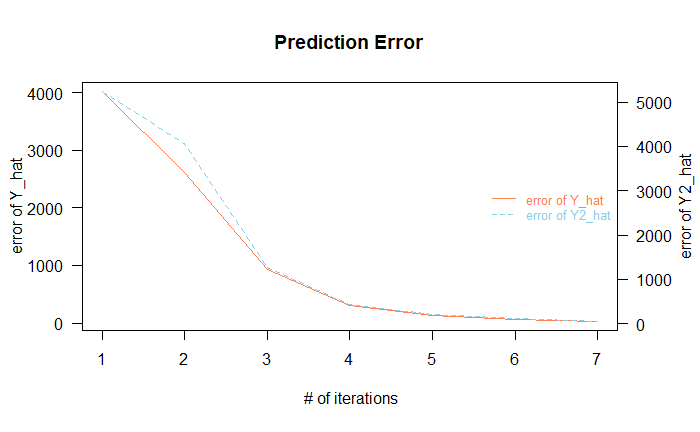 Prediction Error
error of Y_hat
4000
3000
2000
1000
0
5000
4000
3000
2000
1000
0
error of Y2_hat
error of Y_hat
error of Y2_hat
1 2 3 4 5 6 7
# of iterations